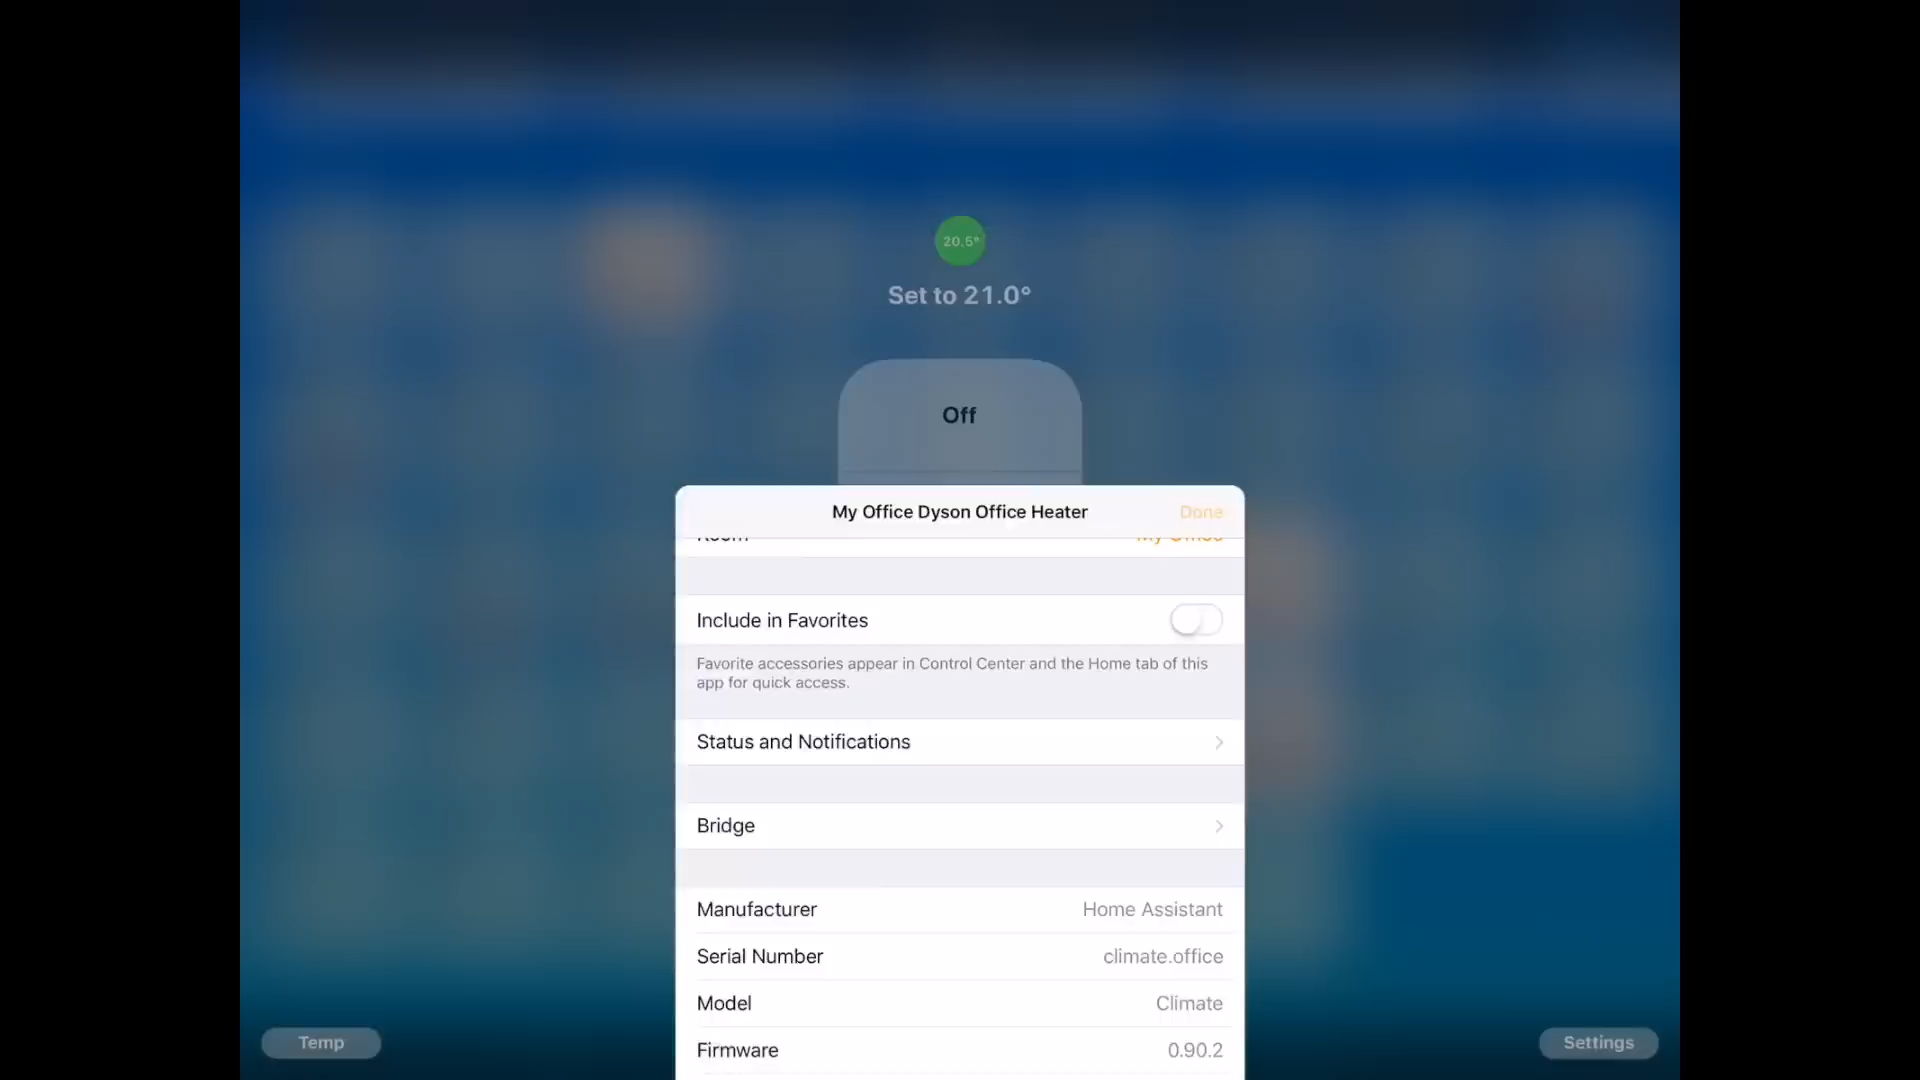 20.5°
Set to 21.0°
Off
My Office Dyson Office Heater Done
Room My Office
Include in Favorites
Favorite accessories appear in Control Center and the Home tab of this
app for quick access.
Status and Notifications
Bridge
Manufacturer Home Assistant
Serial Number climate.office
Model Climate
Firmware 0.90.2
Temp Settings